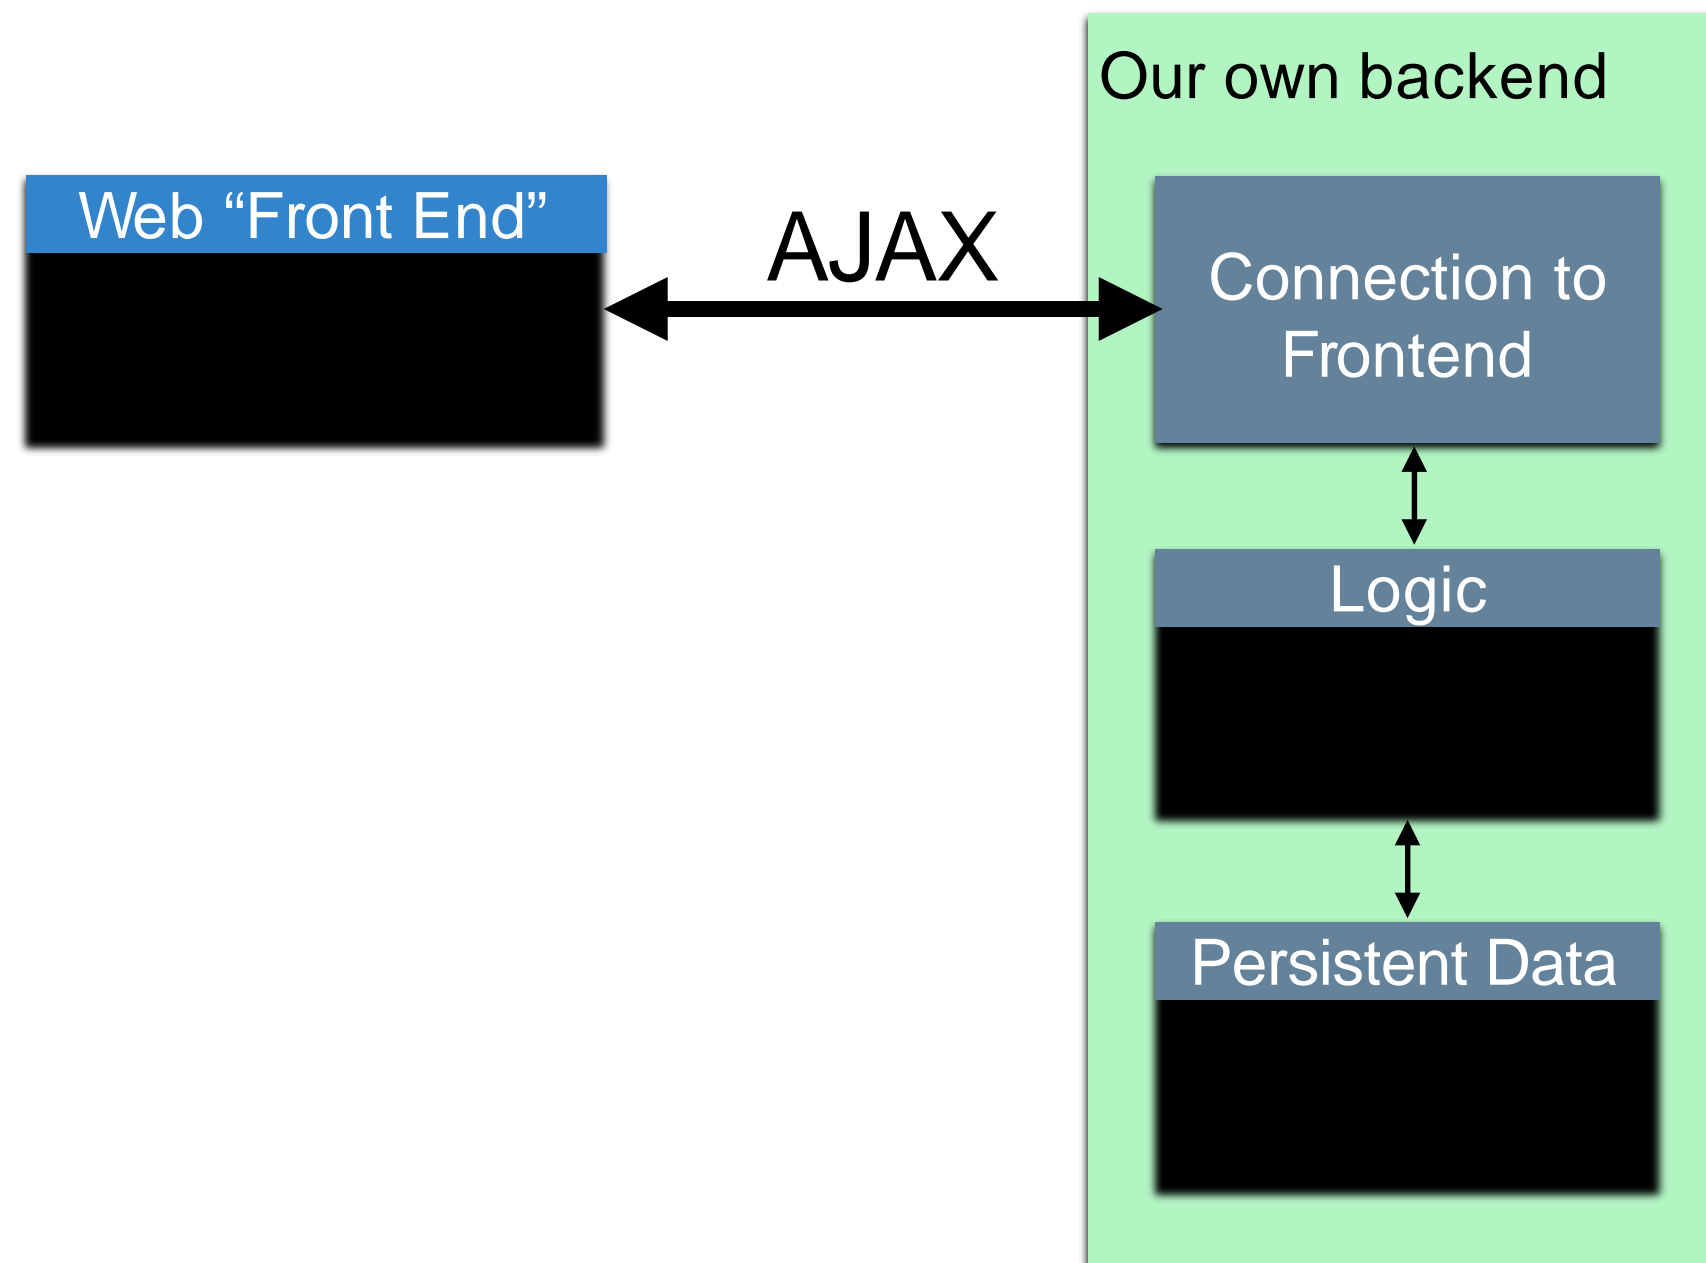 Our own backend
Web “Front End”
AJAX
Connection to
Frontend
Logic
Persistent Data